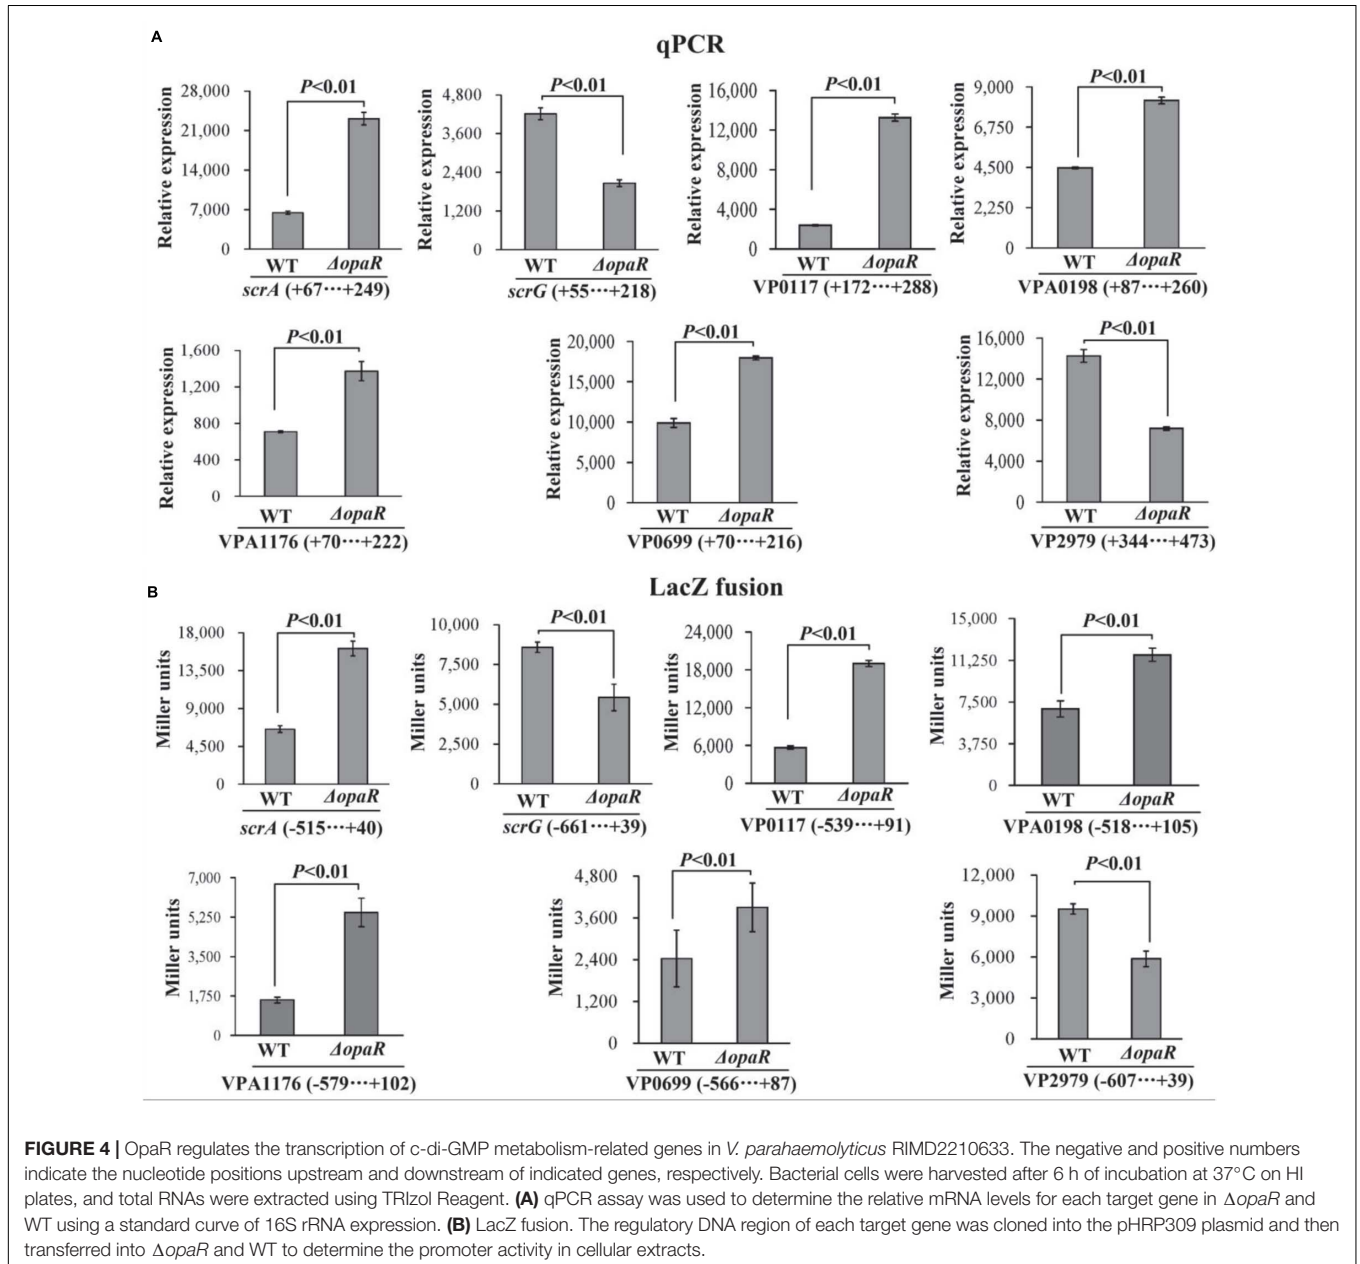 A
qPCR
Relative expression
28,000
21,000
14,000
7,000
0
P<0.01
WT ΔopaR
scrA (+67···+249)
Relative expression
4,800
3,600
2,400
1,200
0
P<0.01
WT ΔopaR
scrG (+55···+218)
Relative expression
16,000
12,000
8,000
4,000
0
P<0.01
WT ΔopaR
VP0117 (+172···+288)
Relative expression
9,000
6,750
4,500
2,250
0
P<0.01
WT ΔopaR
VPA0198 (+87···+260)
Relative expression
1,600
1,200
800
400
0
P<0.01
WT ΔopaR
VPA1176 (+70···+222)
Relative expression
20,000
15,000
10,000
5,000
0
P<0.01
WT ΔopaR
VP0699 (+70···+216)
Relative expression
16,000
12,000
8,000
4,000
0
P<0.01
WT ΔopaR
VP2979 (+344···+473)
B
LacZ fusion
Miller units
18,000
13,500
9,000
4,500
0
P<0.01
WT ΔopaR
scrA (-515···+40)
Miller units
10,000
7,500
5,000
2,500
0
P<0.01
WT ΔopaR
scrG (-661···+39)
Miller units
24,000
18,000
12,000
6,000
0
P<0.01
WT ΔopaR
VP0117 (-539···+91)
Miller units
15,000
11,250
7,500
3,750
0
P<0.01
WT ΔopaR
VPA0198 (-518···+105)
Miller units
7,000
5,250
3,500
1,750
0
P<0.01
WT ΔopaR
VPA1176 (-579···+102)
Miller units
4,800
3,600
2,400
1,200
0
P<0.01
WT ΔopaR
VP0699 (-566···+87)
Miller units
12,000
9,000
6,000
3,000
0
P<0.01
WT ΔopaR
VP2979 (-607···+39)
FIGURE 4 | OpaR regulates the transcription of c-di-GMP metabolism-related genes in V. parahaemolyticus RIMD2210633. The negative and positive numbers
indicate the nucleotide positions upstream and downstream of indicated genes, respectively. Bacterial cells were harvested after 6 h of incubation at 37°C on HI
plates, and total RNAs were extracted using TRIzol Reagent. (A) qPCR assay was used to determine the relative mRNA levels for each target gene in ΔopaR and
WT using a standard curve of 16S rRNA expression. (B) LacZ fusion. The regulatory DNA region of each target gene was cloned into the pHRP309 plasmid and then
transferred into ΔopaR and WT to determine the promoter activity in cellular extracts.